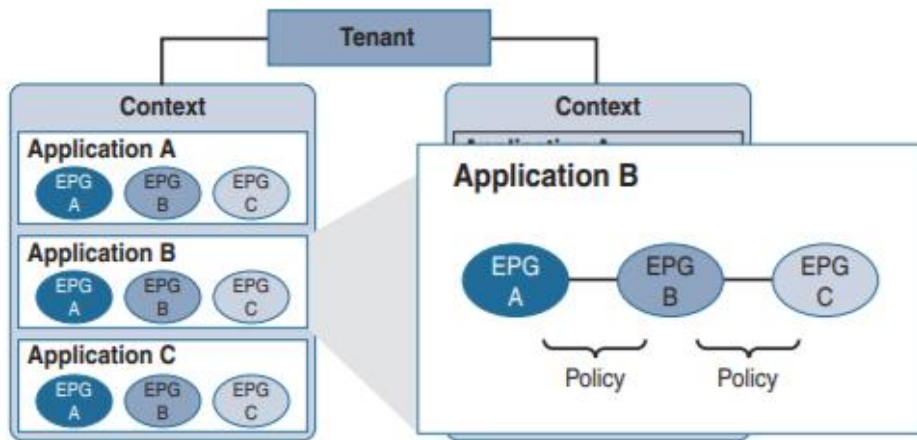 Tenant
Context
Application A
EPG
A
EPG
B
EPG
C
Application B
EPG
A
EPG
B
EPG
C
Application C
EPG
A
EPG
B
EPG
C
Context
Application B
EPG
A
EPG
B
EPG
C
Policy
Policy